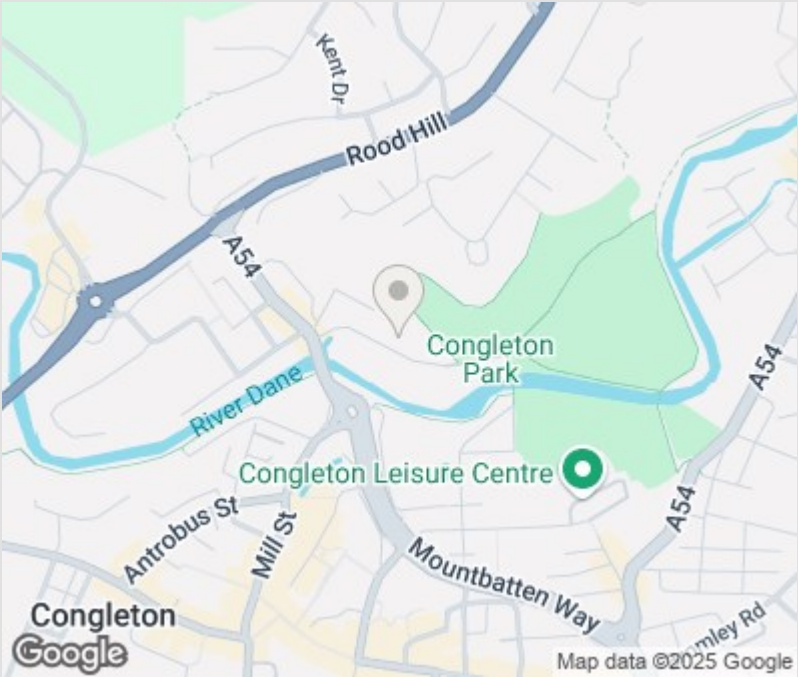 Kent Dr
Rood Hill
A54
Congleton
Park
River Dane
A54
Congleton Leisure Centre
Antrobus St
Mill St
A54
Mountbatten Way
Congleton
Google
Map data ©2025 Google